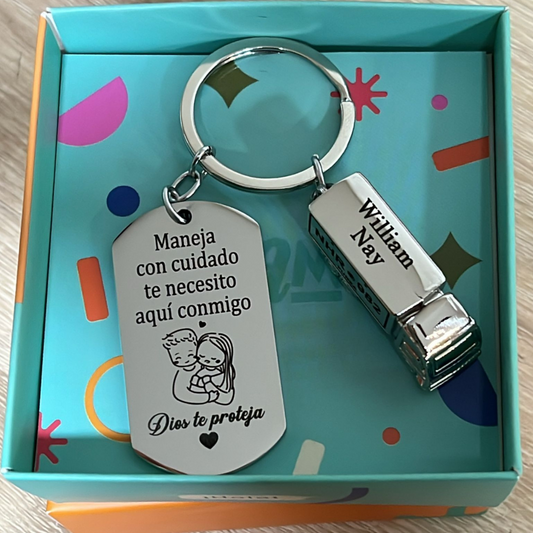 Maneja
con cuidado
te necesito
aquí conmigo
Dios te proteja
William
Nay